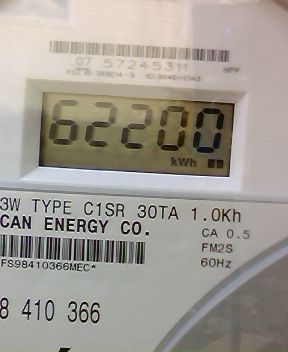 07 57245311
HPP
62200
kWh
3W TYPE C1SR 30TA 1.0Kh
CAN ENERGY CO.
CA 0.5
FM2S
FS98410366MEC*
60Hz
8 410 366